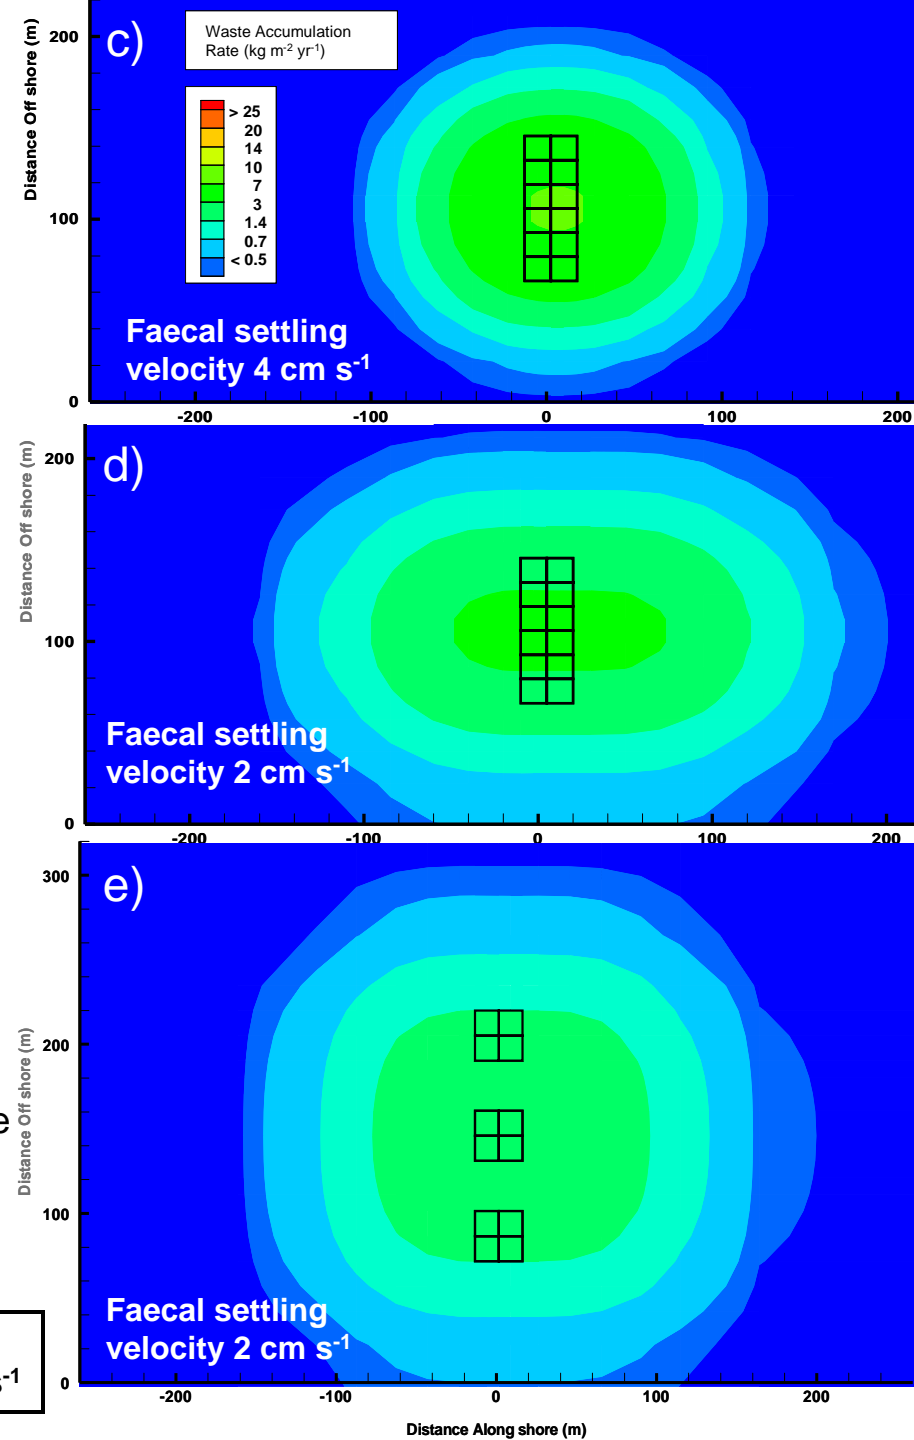 c)
Waste Accumulation
Rate (kg m-2 yr-1)
> 25
20
14
10
7
3
1.4
0.7
< 0.5
Faecal settling
velocity 4 cm s-1
Distance Off shore (m)
200
100
0
-200
-100
0
100
200
d)
Faecal settling
velocity 2 cm s-1
Distance Off shore (m)
200
100
0
-200
-100
0
100
200
e)
Faecal settling
velocity 2 cm s-1
e
Distance Off shore (m)
300
200
100
0
s-1
-200
-100
0
100
200
Distance Along shore (m)